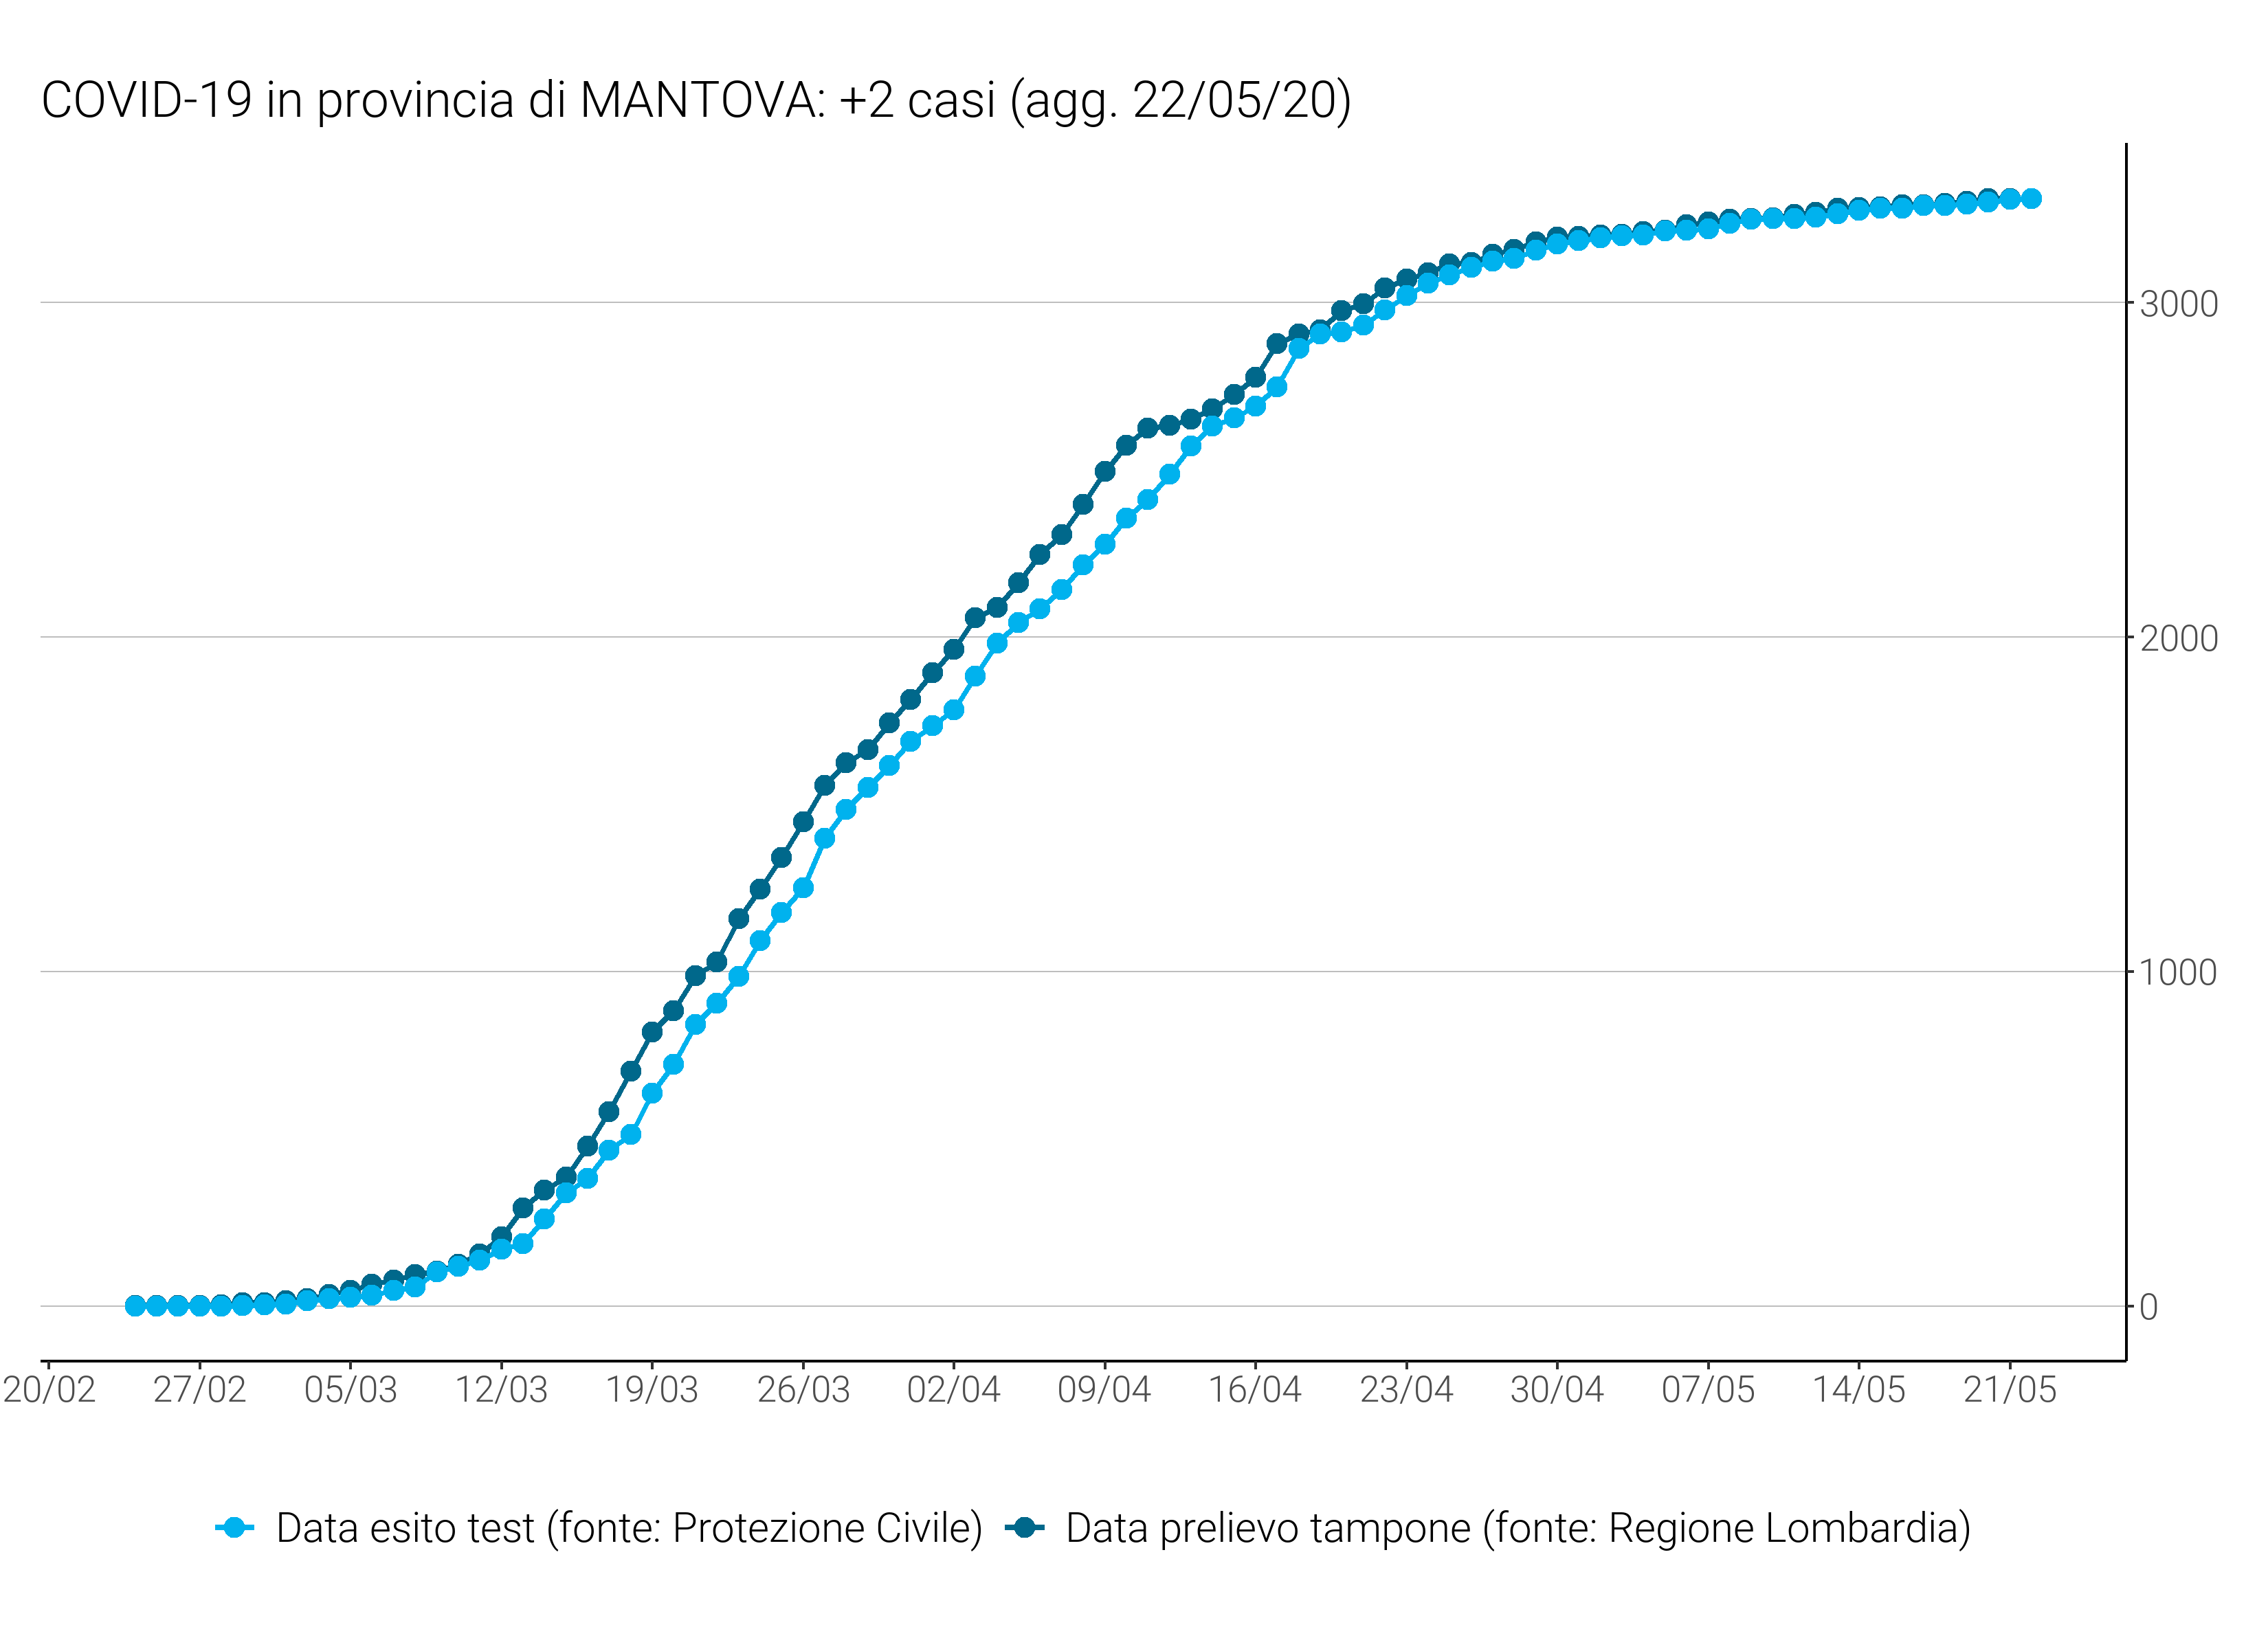 COVID-19 in provincia di MANTOVA: +2 casi (agg. 22/05/20)
3000
2000
1000
0
20/02 27/02 05/03 12/03 19/03 26/03 02/04 09/04 16/04 23/04 30/04 07/05 14/05 21/05
Data esito test (fonte: Protezione Civile) Data prelievo tampone (fonte: Regione Lombardia)